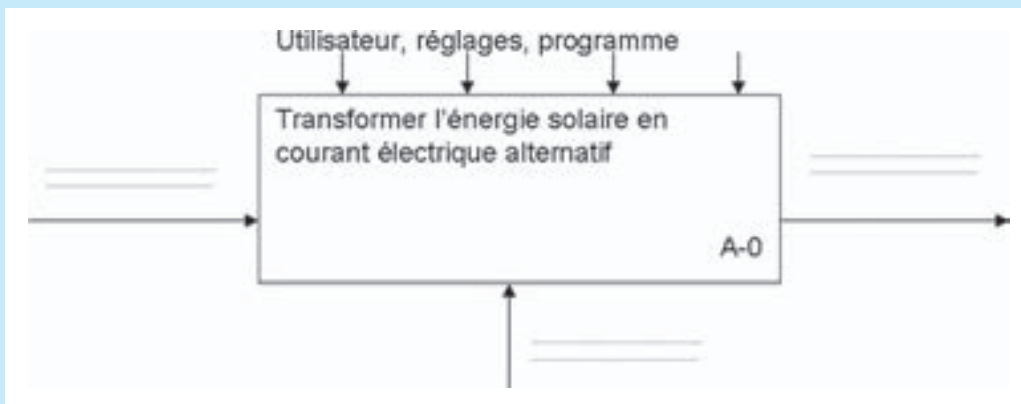 Utilisateur, réglages, programme
Transformer l'énergie solaire en
courant électrique alternatif
A-0